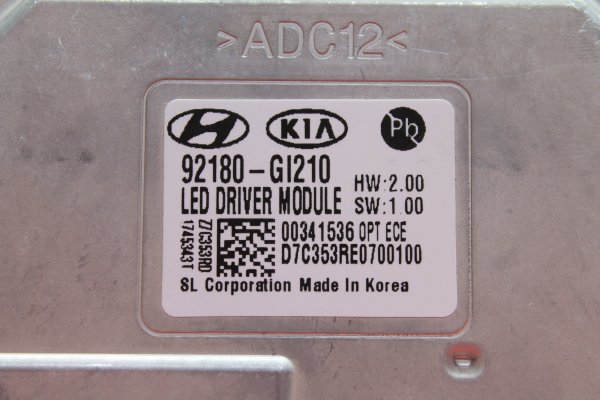 >ADC12<
H KIA Pb
92180-GI210
LED DRIVER MODULE
HW:2.00
SW:1.00
Z7C353RD
1745343T
00341536 OPT ECE
D7C353RE0700100
SL Corporation Made In Korea